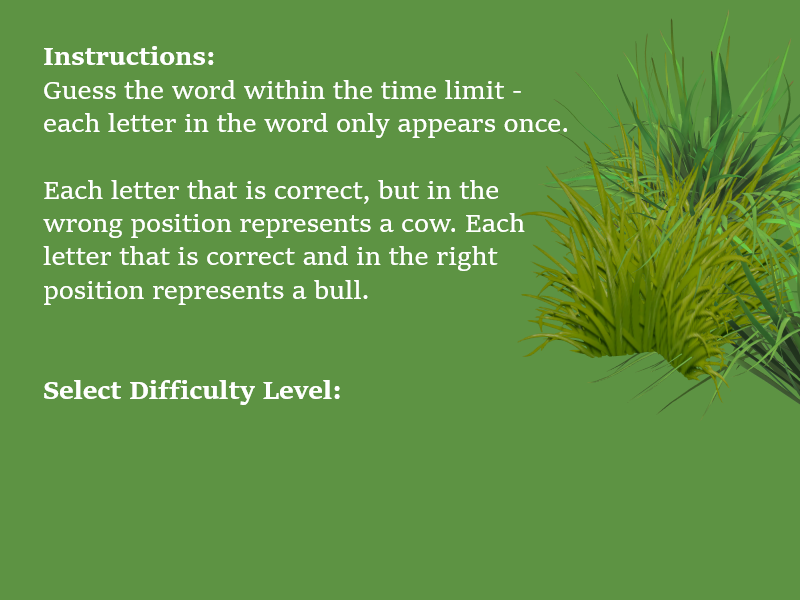 Instructions:
Guess the word within the time limit -
each letter in the word only appears once.
Each letter that is correct, but in the
wrong position represents a cow. Each
letter that is correct and in the right
position represents a bull.
Select Difficulty Level: